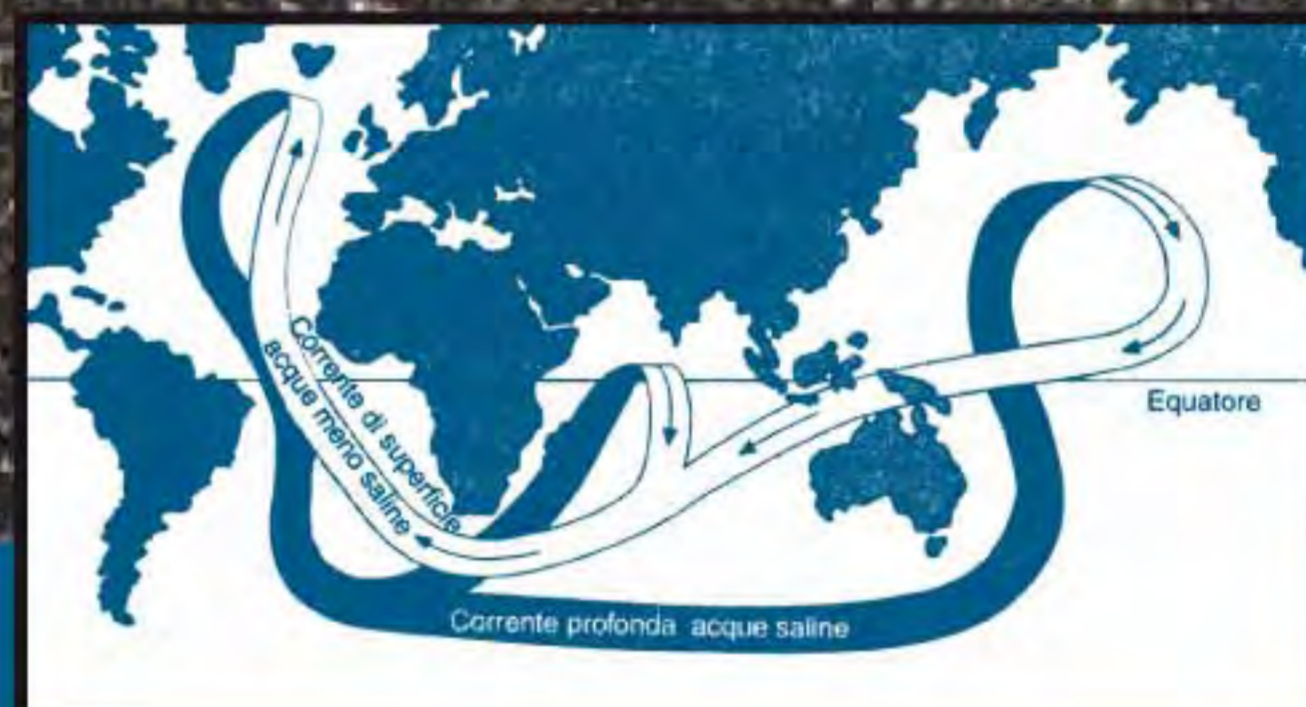 Corrente di superficie
acque meno saline
Equatore
Corrente profonda acque saline